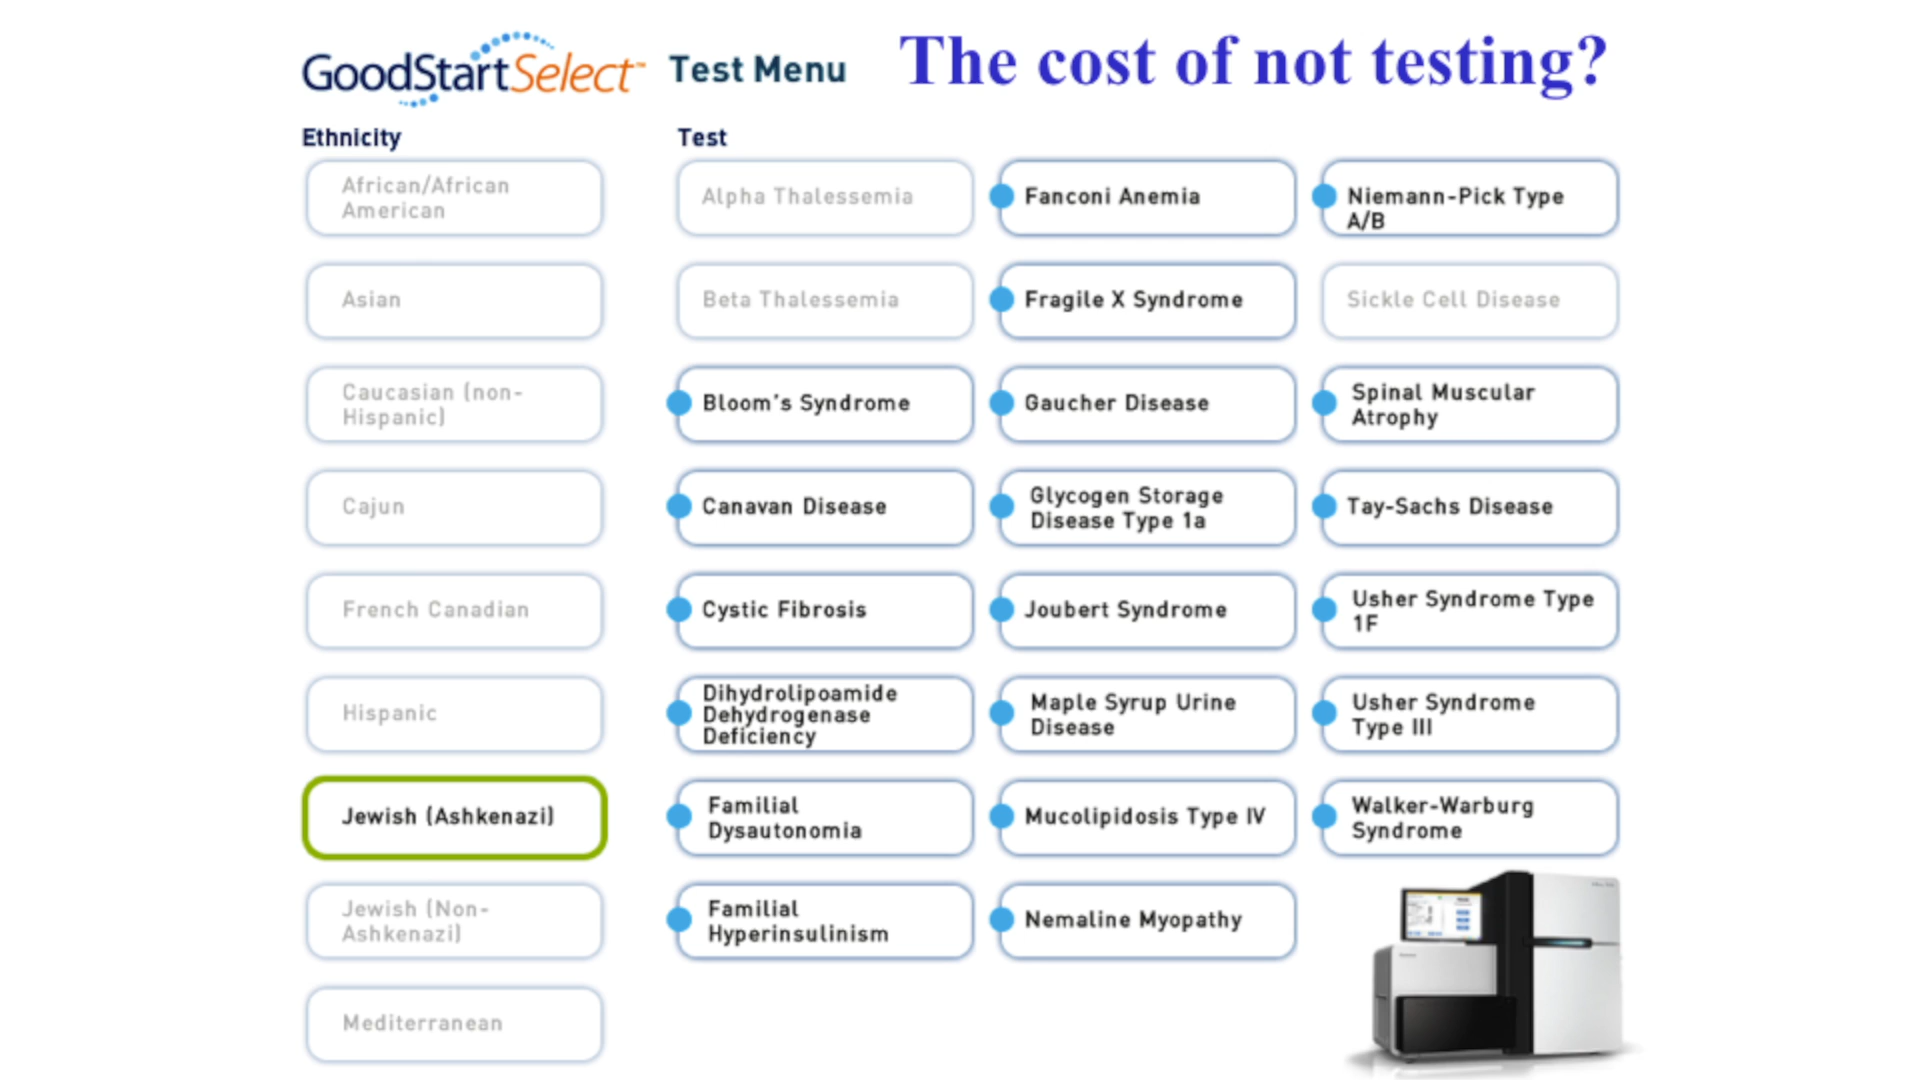 GoodStartSelect™ Test Menu The cost of not testing?
Ethnicity
African/African
American
Asian
Caucasian (non-
Hispanic)
Cajun
French Canadian
Hispanic
Jewish (Ashkenazi)
Jewish (Non-
Ashkenazi)
Mediterranean
Test
Alpha Thalessemia
Beta Thalessemia
Bloom's Syndrome
Canavan Disease
Cystic Fibrosis
Dihydrolipoamide
Dehydrogenase
Deficiency
Familial
Dysautonomia
Familial
Hyperinsulinism
Fanconi Anemia
Fragile X Syndrome
Gaucher Disease
Glycogen Storage
Disease Type 1a
Joubert Syndrome
Maple Syrup Urine
Disease
Mucolipidosis Type IV
Nemaline Myopathy
Niemann-Pick Type
A/B
Sickle Cell Disease
Spinal Muscular
Atrophy
Tay-Sachs Disease
Usher Syndrome Type
1F
Usher Syndrome
Type III
Walker-Warburg
Syndrome